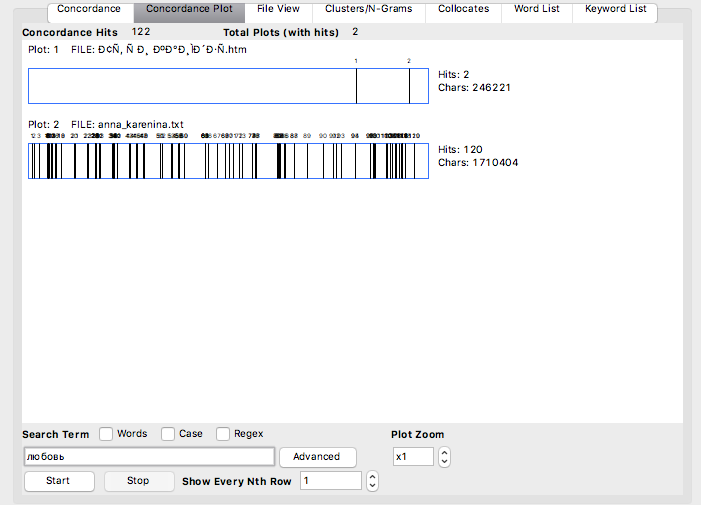 Concordance Concordance Plot File View Clusters/N-Grams Collocates Word List Keyword List
Concordance Hits 122 Total Plots (with hits) 2
Plot: 1 FILE: .htm
1 2
Hits: 2
Chars: 246221
Plot: 2 FILE: anna_karenina.txt
Hits: 120
Chars: 1710404
Search Term Words Case Regex Plot Zoom
любовь Advanced x1
Start Stop Show Every Nth Row 1